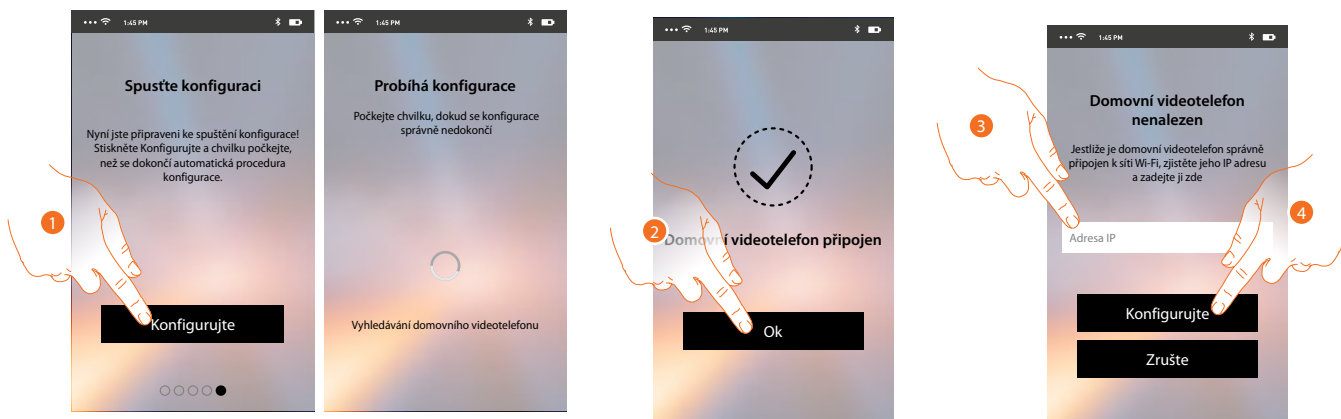 1:45 PM
Spusťte konfiguraci
Nyní jste připraveni ke spuštění konfigurace!
Stiskněte Konfigurujte a chvilku počkejte,
než se dokončí automatická procedura
konfigurace.
1
Konfigurujte
1:45 PM
Probíhá konfigurace
Počkejte chvilku, dokud se konfigurace
správně nedokončí
Vyhledávání domovního videotelefonu
1:45 PM
2
Domovní videotelefon připojen
Ok
1:45 PM
Domovní videotelefon
nenalezen
3
Jestliže je domovní videotelefon správně
připojen k síti Wi-Fi, zjistěte jeho IP adresu
a zadejte ji zde
4
Adresa IP
Konfigurujte
Zrušte